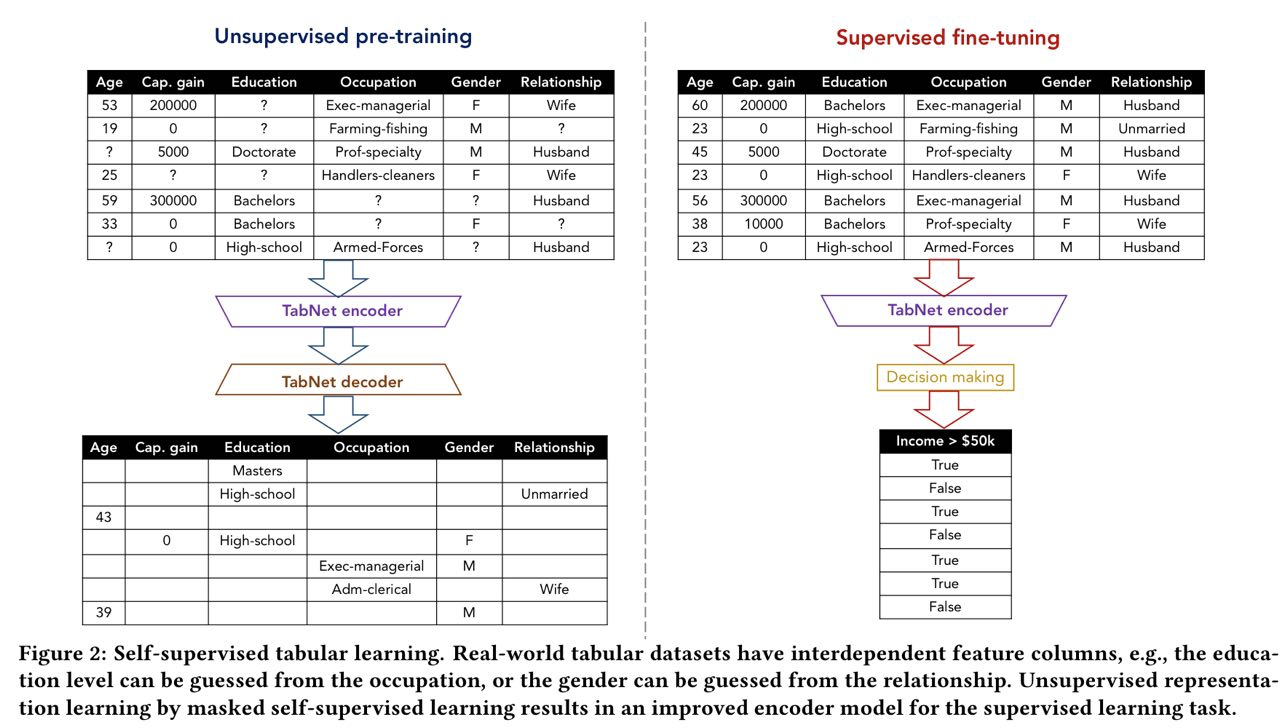 Unsupervised pre-training
Age Cap. gain Education Occupation Gender Relationship
53 200000 ? Exec-managerial F Wife
19 0 ? Farming-fishing M ?
? 5000 Doctorate Prof-specialty M Husband
25 ? ? Handlers-cleaners F Wife
59 300000 Bachelors ? ? Husband
33 0 Bachelors ? F ?
? 0 High-school Armed-Forces ? Husband
TabNet encoder
TabNet decoder
Age Cap. gain Education Occupation Gender Relationship
Masters
High-school Unmarried
43
0 High-school F
Exec-managerial M
Adm-clerical Wife
39 M
Supervised fine-tuning
Age Cap. gain Education Occupation Gender Relationship
60 200000 Bachelors Exec-managerial M Husband
23 0 High-school Farming-fishing M Unmarried
45 5000 Doctorate Prof-specialty M Husband
23 0 High-school Handlers-cleaners F Wife
56 300000 Bachelors Exec-managerial M Husband
38 10000 Bachelors Prof-specialty F Wife
23 0 High-school Armed-Forces M Husband
TabNet encoder
Decision making
Income > $50k
True
False
True
False
True
True
False
Figure 2: Self-supervised tabular learning. Real-world tabular datasets have interdependent feature columns, e.g., the educa-
tion level can be guessed from the occupation, or the gender can be guessed from the relationship. Unsupervised representa-
tion learning by masked self-supervised learning results in an improved encoder model for the supervised learning task.